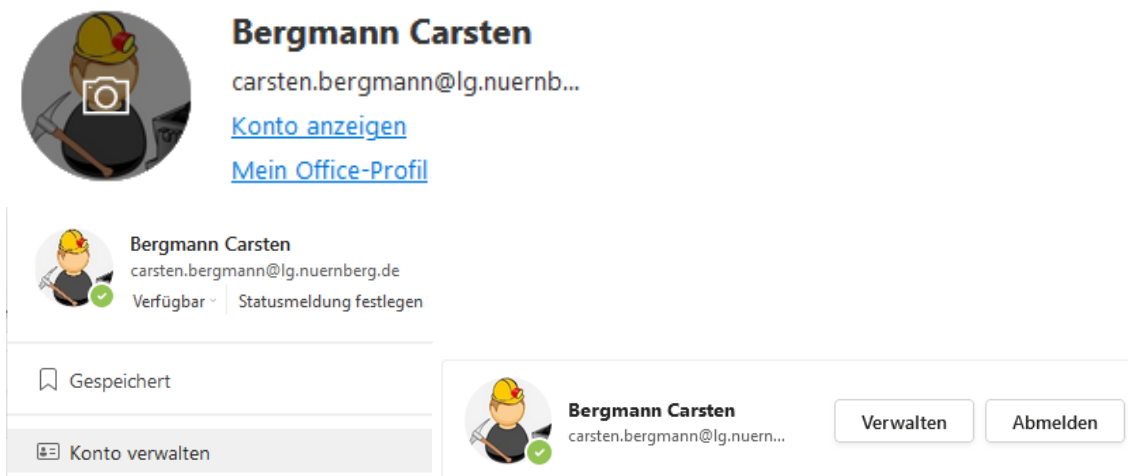 Bergmann Carsten
carsten.bergmann@lg.nuernb...
Konto anzeigen
Mein Office-Profil
Bergmann Carsten
carsten.bergmann@lg.nuernberg.de
Verfügbar Statusmeldung festlegen
Gespeichert
Konto verwalten
Bergmann Carsten
carsten.bergmann@lg.nuern...
Verwalten
Abmelden